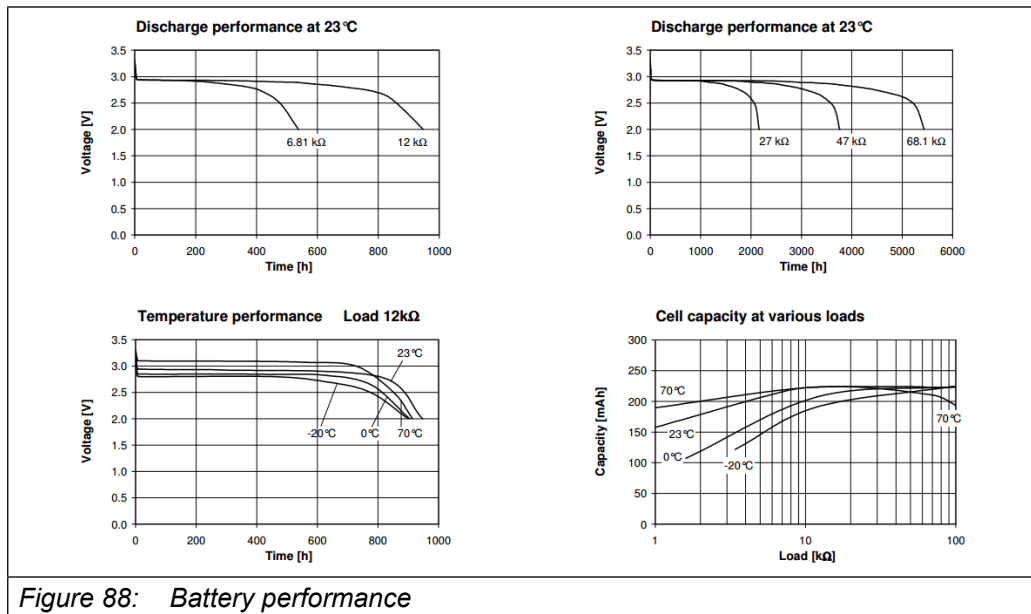 Discharge performance at 23°C
3.5
3.0
2.5
2.0
1.5
1.0
0.5
0.0
Voltage [V]
6.81 kΩ
12 kΩ
0 200 400 600 800 1000
Time [h]
Discharge performance at 23°C
3.5
3.0
2.5
2.0
1.5
1.0
0.5
0.0
Voltage [V]
27 kΩ
47 kΩ
68.1 kΩ
0 1000 2000 3000 4000 5000 6000
Time [h]
Temperature performance Load 12kΩ
3.5
3.0
2.5
2.0
1.5
1.0
0.5
0.0
Voltage [V]
23°C
-20°C
0°C
70°C
0 200 400 600 800 1000
Time [h]
Cell capacity at various loads
300
250
200
150
100
50
0
Capacity [mAh]
70°C
23°C
0°C
-20°C
70°C
1 10 100
Load [kΩ]
Figure 88: Battery performance